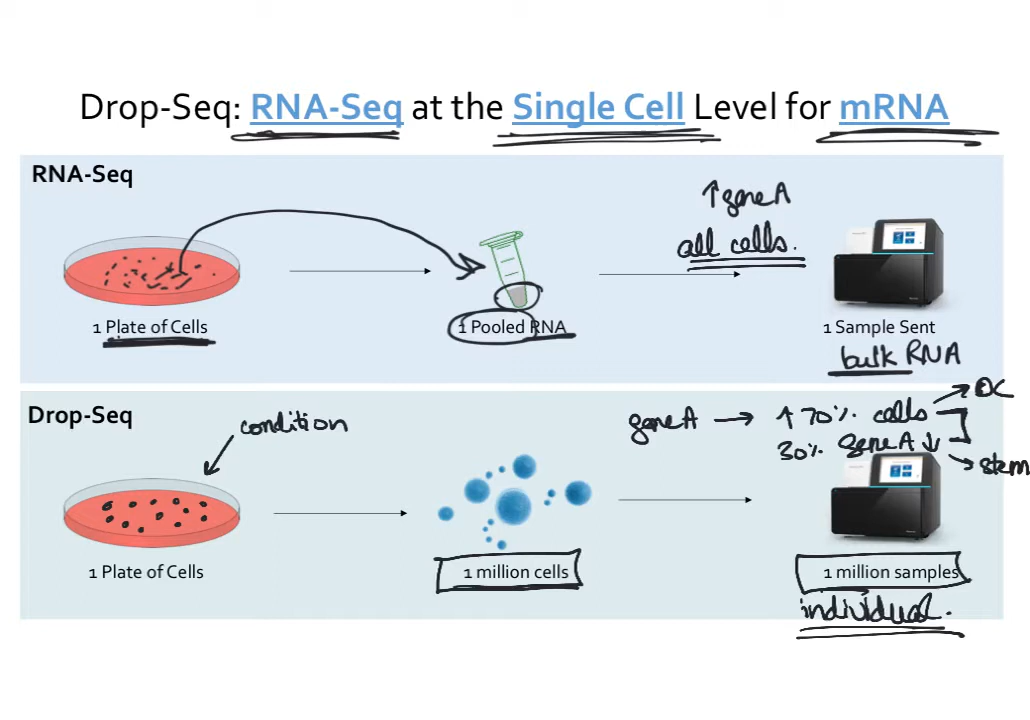 Drop-Seq: RNA-Seq at the Single Cell Level for mRNA
RNA-Seq
↑ gene A
all cells.
1 Plate of Cells
1 Pooled RNA
1 Sample Sent
bulk RNA
Drop-Seq
condition
gene A → ↑ 70% cells
30% gene A ↓
stem
1 Plate of Cells
1 million cells
1 million samples
individual.